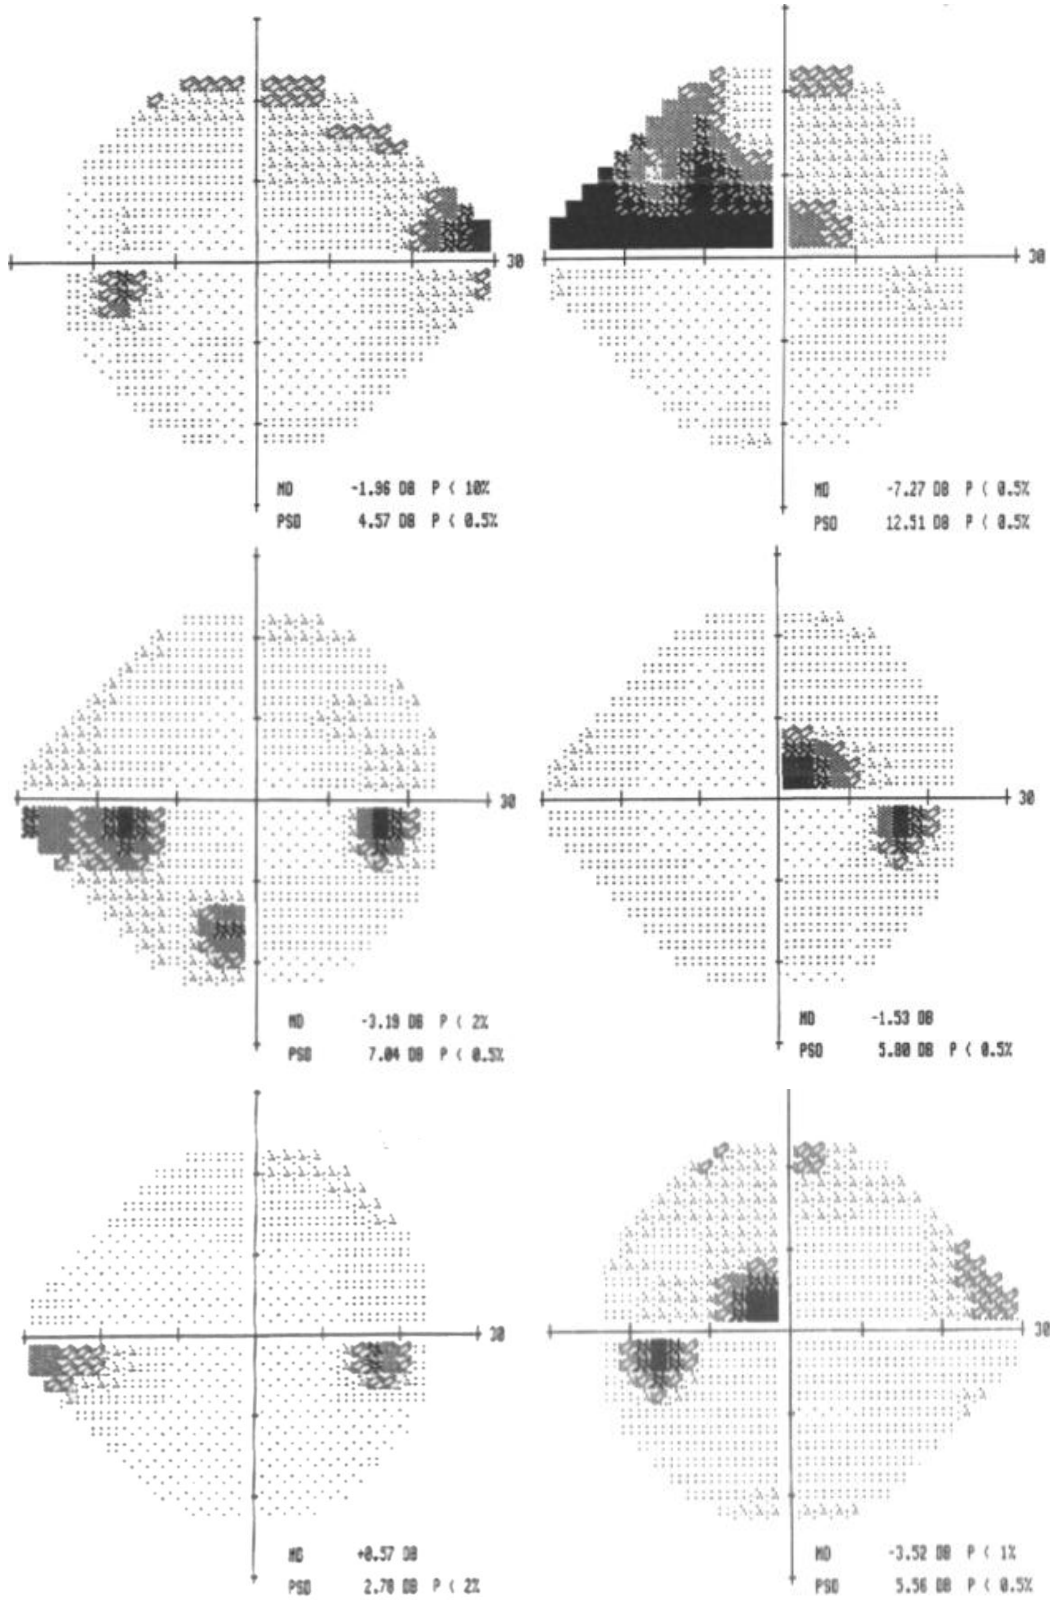 30
30
MD -1.96 DB P < 10%
PSD 4.57 DB P < 0.5%
MD -7.27 DB P < 0.5%
PSD 12.51 DB P < 0.5%
30
30
MD -3.19 DB P < 2%
PSD 7.04 DB P < 0.5%
MD -1.53 DB
PSD 5.80 DB P < 0.5%
30
30
MD +0.57 DB
PSD 2.78 DB P < 2%
MD -3.52 DB P < 1%
PSD 5.56 DB P < 0.5%